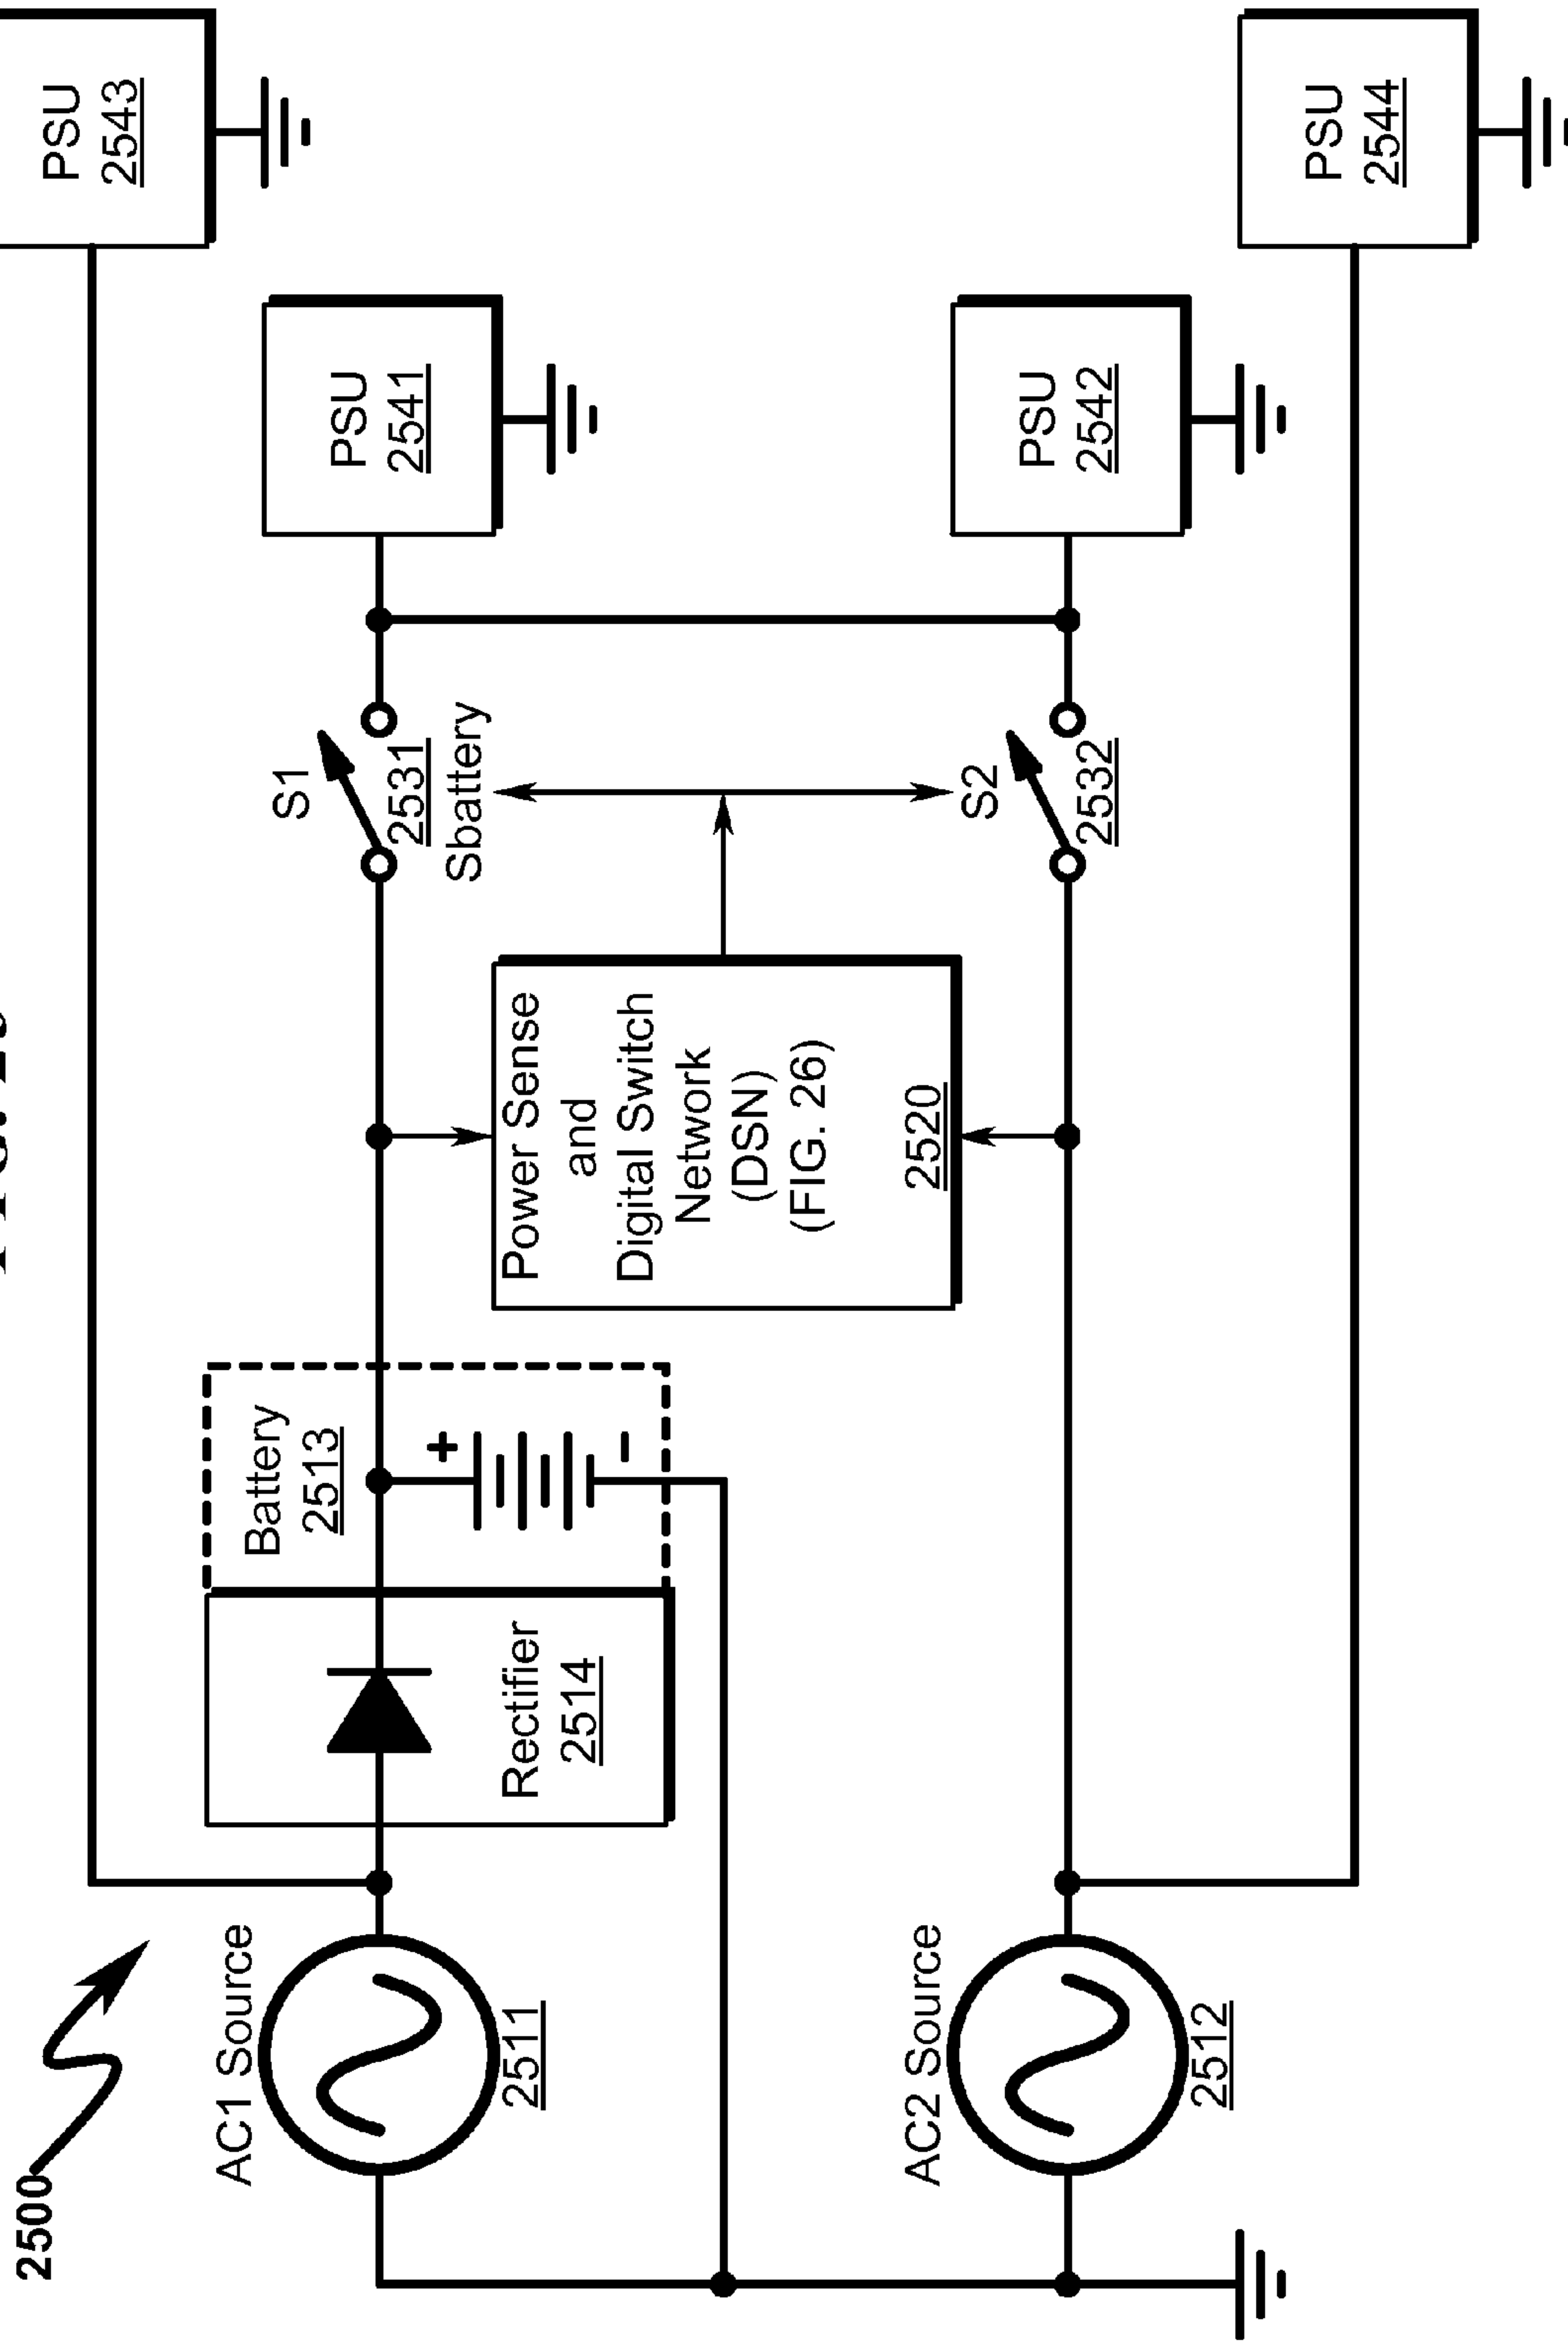 2500
PSU
2543
AC1 Source
2511
Rectifier
2514
Battery
2513
+
-
S1
2531
Sbattery
PSU
2541
Power Sense
and
Digital Switch
Network
(DSN)
(FIG. 26)
2520
AC2 Source
2512
S2
2532
PSU
2542
PSU
2544